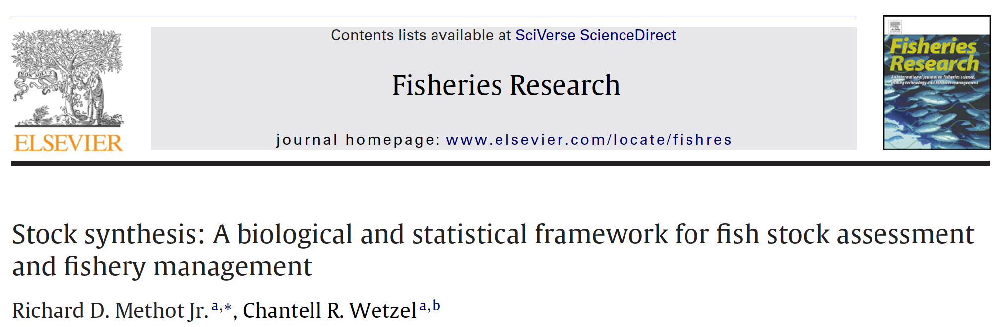 Contents lists available at SciVerse ScienceDirect
Fisheries Research
journal homepage: www.elsevier.com/locate/fishres
NON SOLUS
ELSEVIER
Fisheries
Research
An international journal on fisheries science,
fishing technology and fisheries management
Stock synthesis: A biological and statistical framework for fish stock assessment
and fishery management
Richard D. Methot Jr. a,*, Chantell R. Wetzel a,b